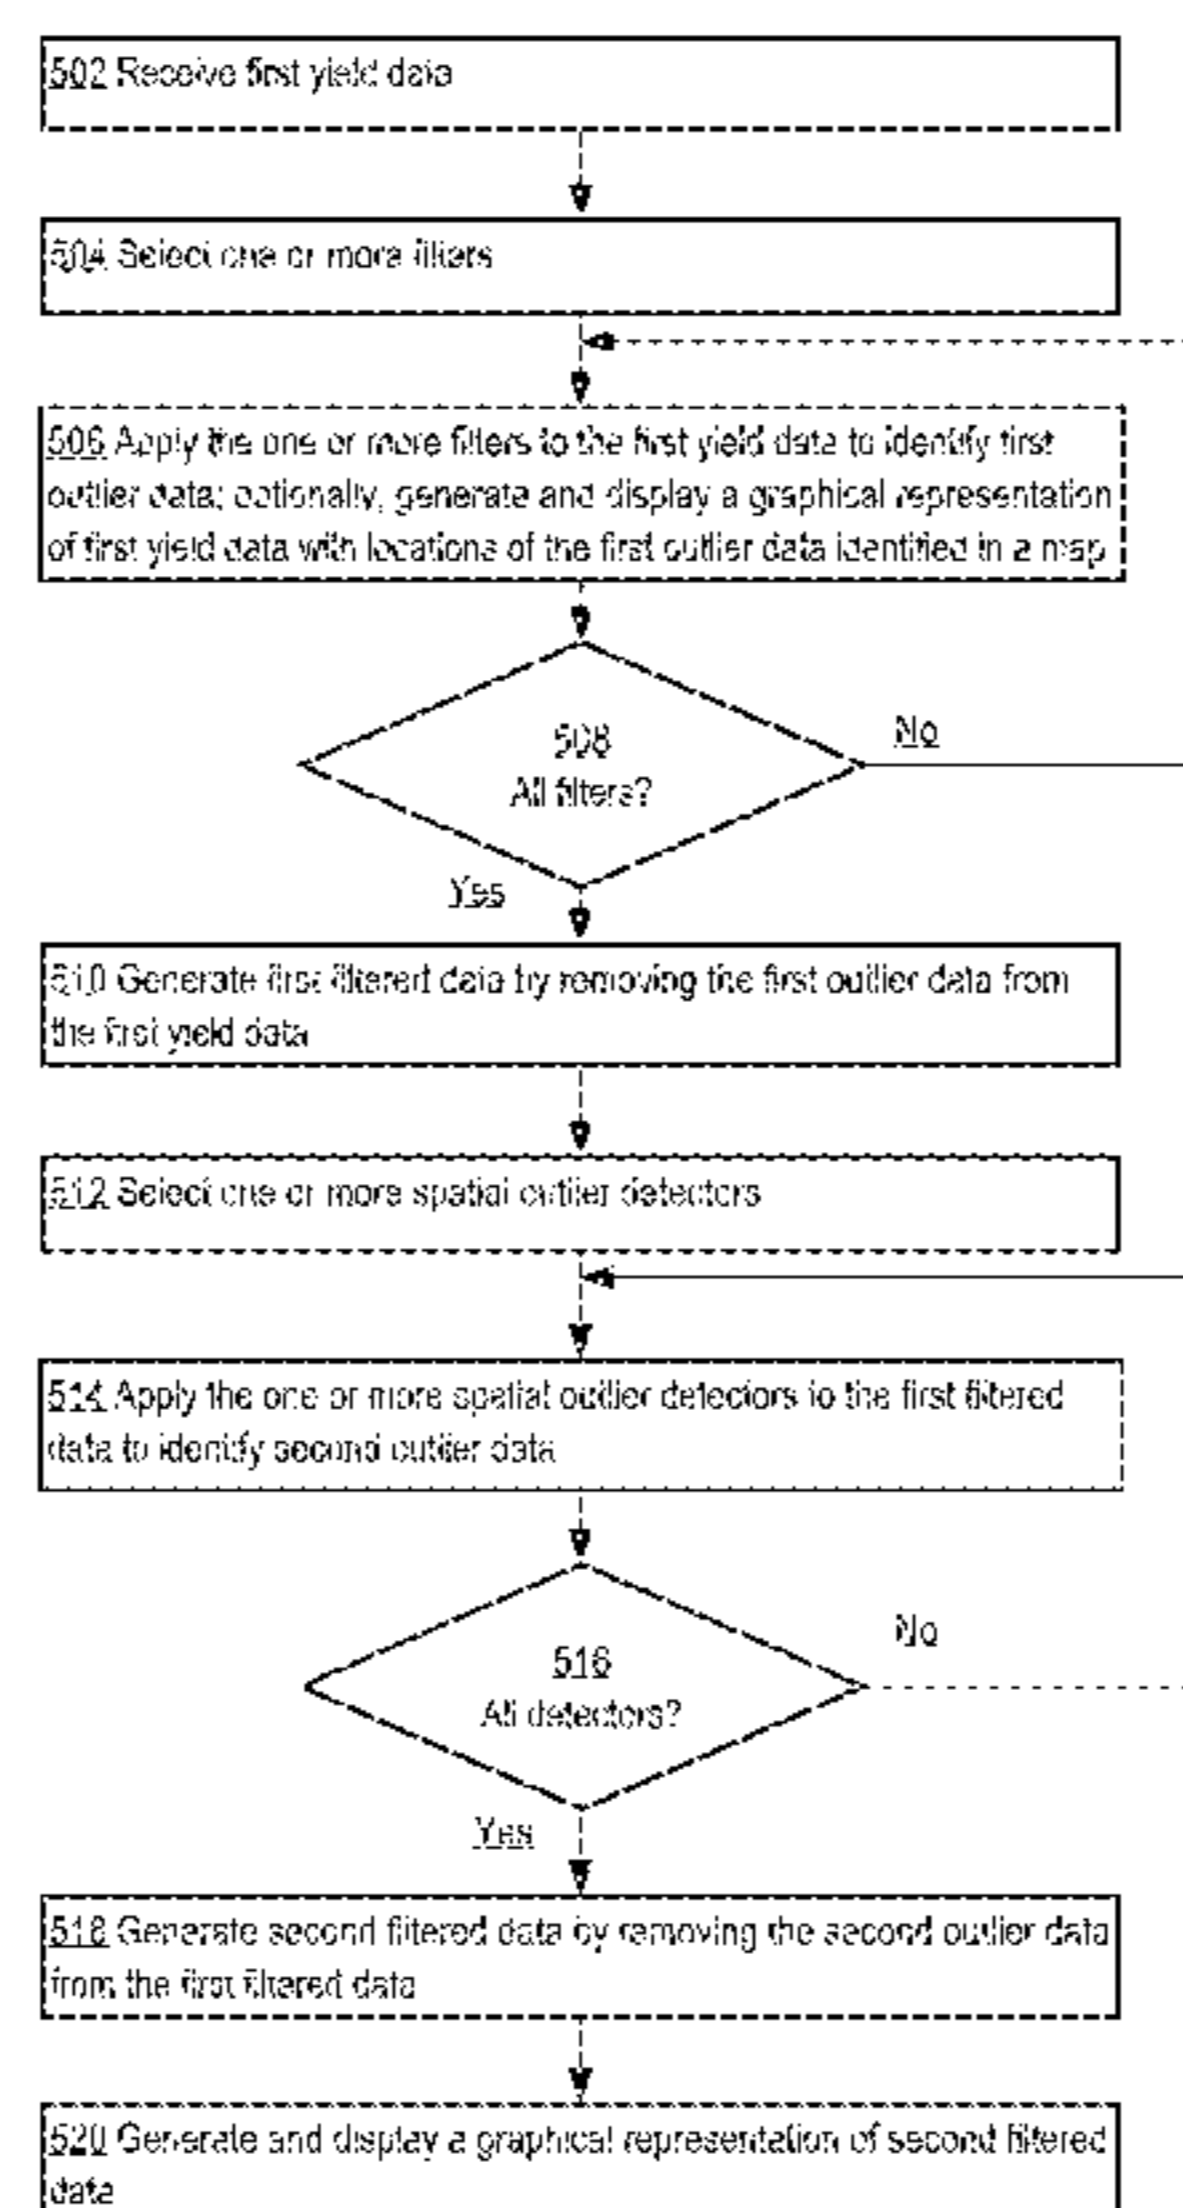 502 Receive first yield data
504 Select one or more filters
506 Apply the one or more filters to the first yield data to identify first
outlier data; optionally, generate and display a graphical representation
of first yield data with locations of the first outlier data identified in a map
508
All filters?
No
Yes
510 Generate first filtered data by removing the first outlier data from
the first yield data
512 Select one or more spatial outlier detectors
514 Apply the one or more spatial outlier detectors to the first filtered
data to identify second outlier data
516
All detectors?
No
Yes
518 Generate second filtered data by removing the second outlier data
from the first filtered data
520 Generate and display a graphical representation of second filtered
data